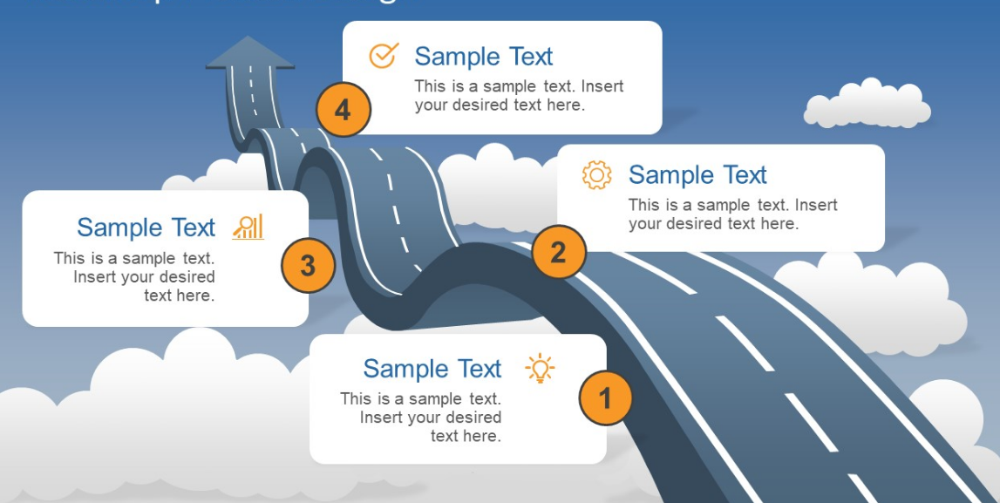 4
Sample Text
This is a sample text. Insert
your desired text here.
2
Sample Text
This is a sample text. Insert
your desired text here.
3
Sample Text
This is a sample text.
Insert your desired
text here.
1
Sample Text
This is a sample text.
Insert your desired
text here.